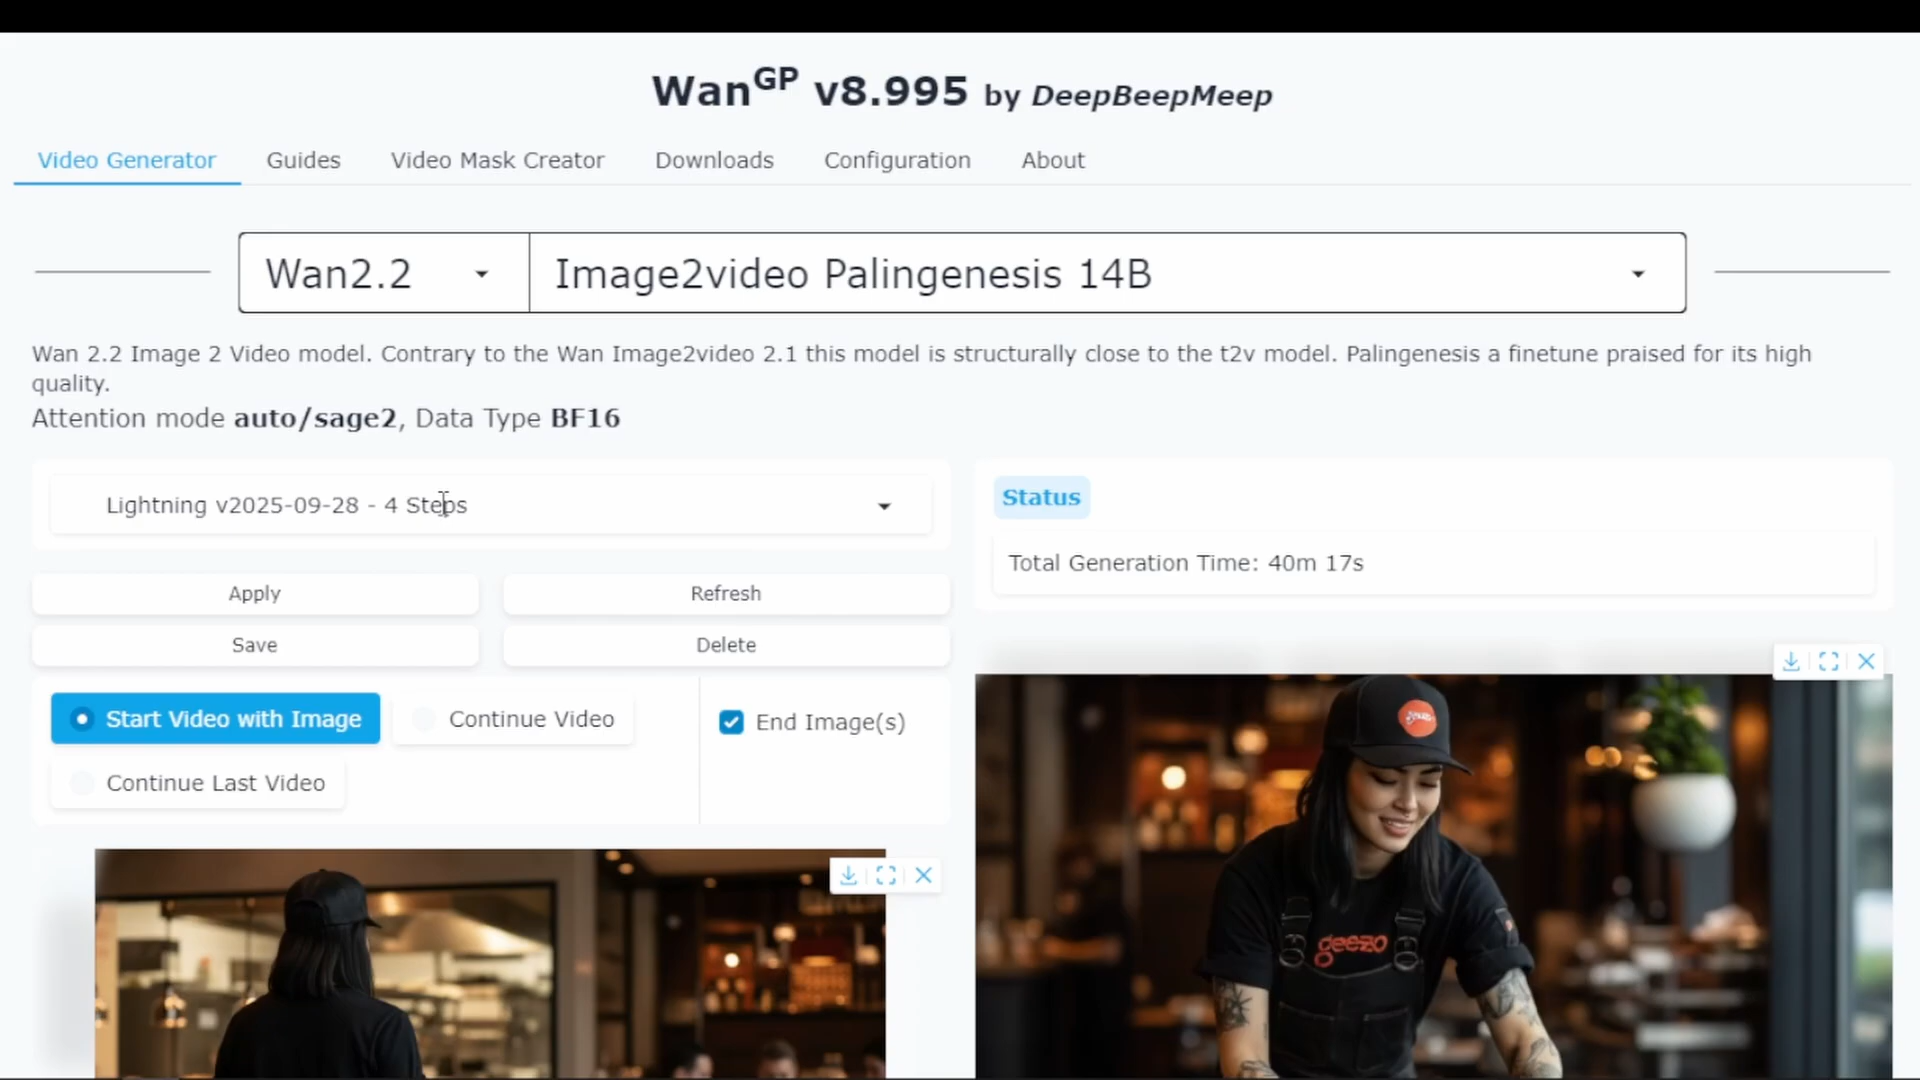 Wan^GP v8.995 by DeepBeepMeep
Video Generator Guides Video Mask Creator Downloads Configuration About
Wan2.2 Image2video Palingenesis 14B
Wan 2.2 Image 2 Video model. Contrary to the Wan Image2video 2.1 this model is structurally close to the t2v model. Palingenesis a finetune praised for its high
quality.
Attention mode auto/sage2, Data Type BF16
Lightning v2025-09-28 - 4 Steps
Apply Refresh
Save Delete
Start Video with Image Continue Video
Continue Last Video
End Image(s)
Status
Total Generation Time: 40m 17s
geezo